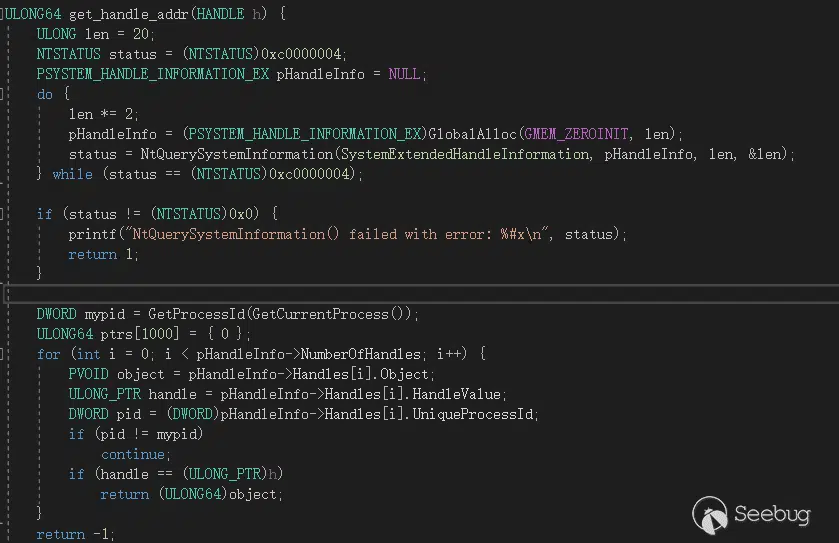 ULONG64 get_handle_addr(HANDLE h) {
ULONG len = 20;
NTSTATUS status = (NTSTATUS)0xc0000004;
PSYSTEM_HANDLE_INFORMATION_EX pHandleInfo = NULL;
do {
len *= 2;
pHandleInfo = (PSYSTEM_HANDLE_INFORMATION_EX)GlobalAlloc(GMEM_ZEROINIT, len);
status = NtQuerySystemInformation(SystemExtendedHandleInformation, pHandleInfo, len, &len);
} while (status == (NTSTATUS)0xc0000004);
if (status != (NTSTATUS)0x0) {
printf("NtQuerySystemInformation() failed with error: %#x\n", status);
return 1;
}
DWORD mypid = GetProcessId(GetCurrentProcess());
ULONG64 ptrs[1000] = { 0 };
for (int i = 0; i < pHandleInfo->NumberOfHandles; i++) {
PVOID object = pHandleInfo->Handles[i].Object;
ULONG_PTR handle = pHandleInfo->Handles[i].HandleValue;
DWORD pid = (DWORD)pHandleInfo->Handles[i].UniqueProcessId;
if (pid != mypid)
continue;
if (handle == (ULONG_PTR)h)
return (ULONG64)object;
}
return -1;
Seebug